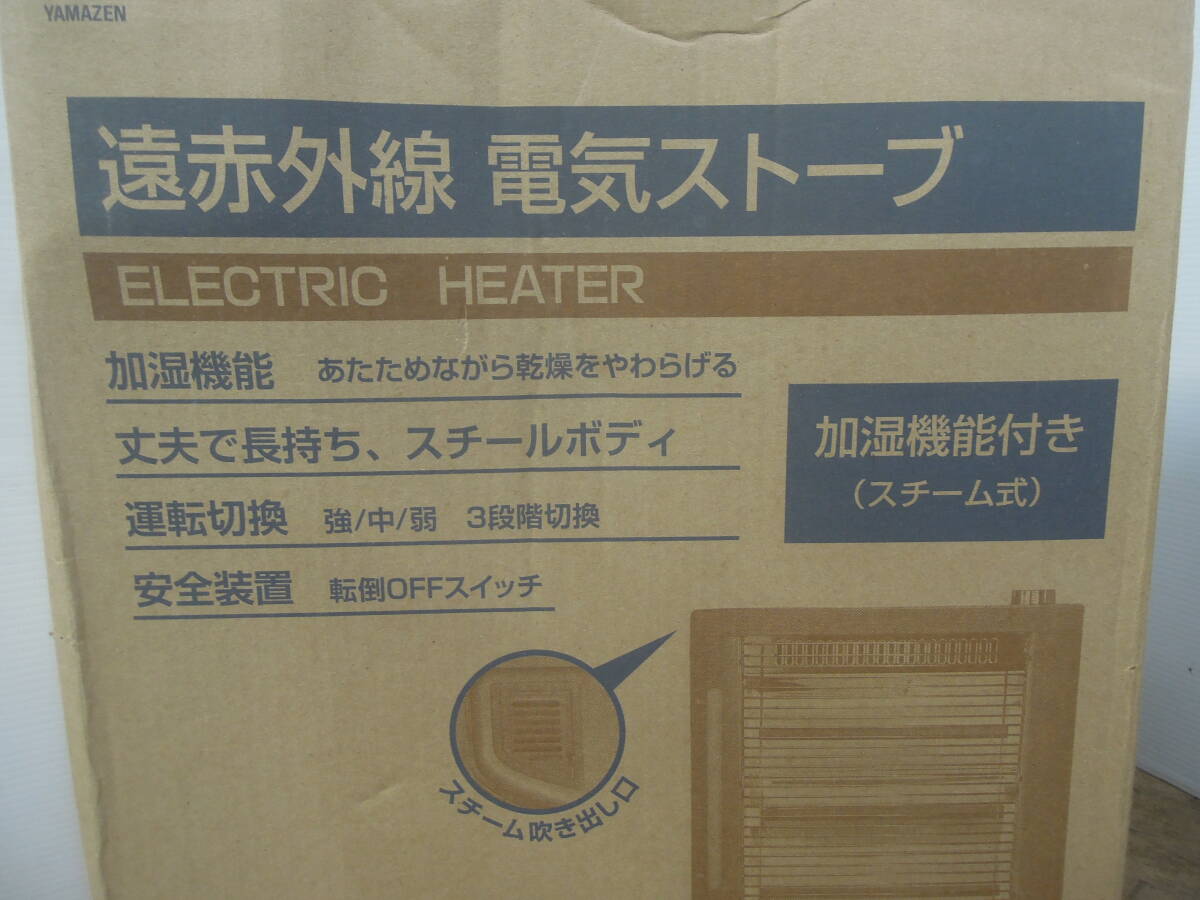 YAMAZEN
遠赤外線 電気ストーブ
ELECTRIC HEATER
加湿機能 あたためながら乾燥をやわらげる
丈夫で長持ち、スチールボディ
運転切換 強/中/弱 3段階切換
安全装置 転倒OFFスイッチ
加湿機能付き
(スチーム式)
スチーム吹き出し口